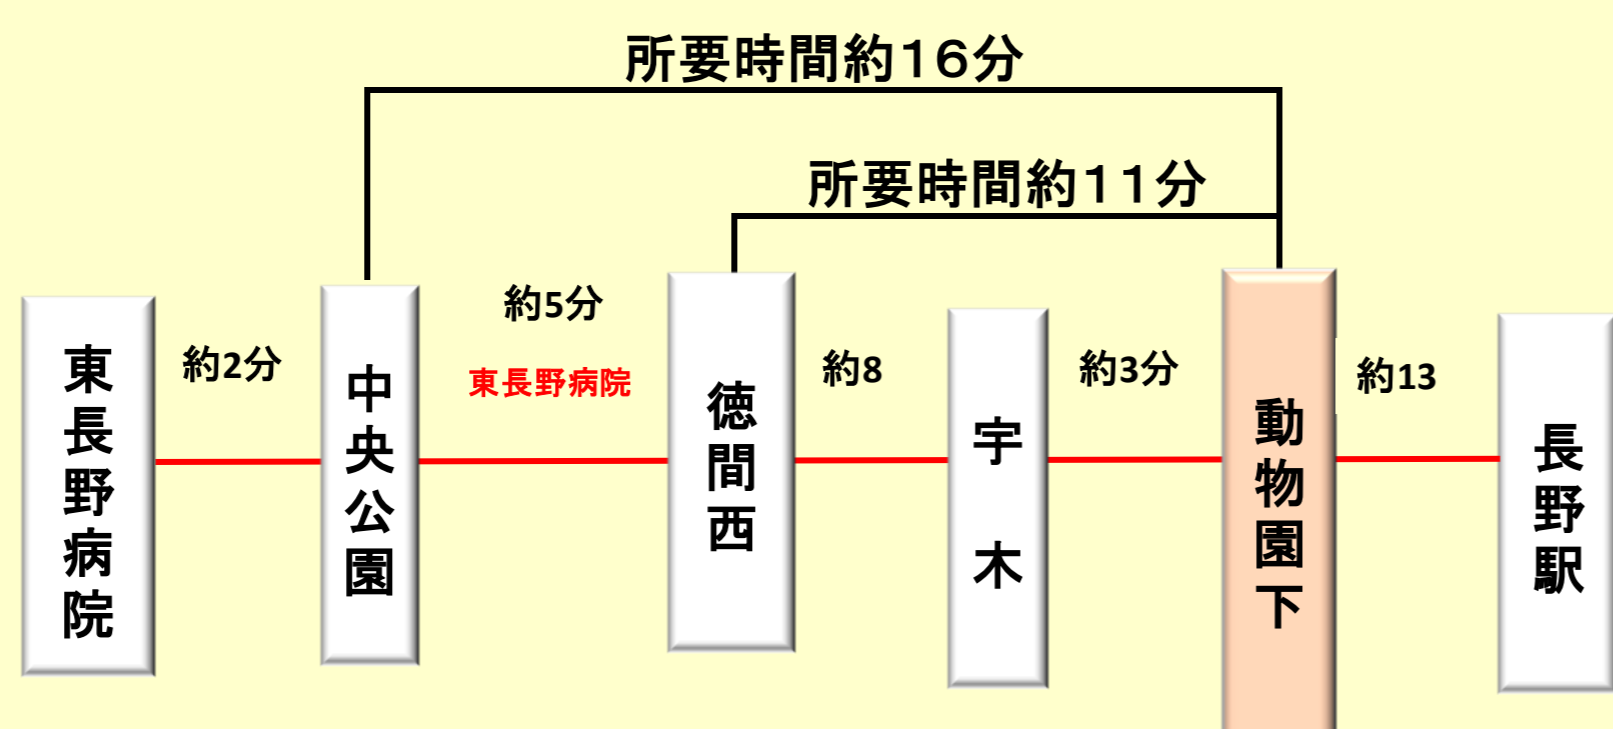 所要時間約16分
所要時間約11分
東長野病院
約2分
中央公園
約5分
東長野病院
徳間西
約8
宇木
約3分
動物園下
約13
長野駅